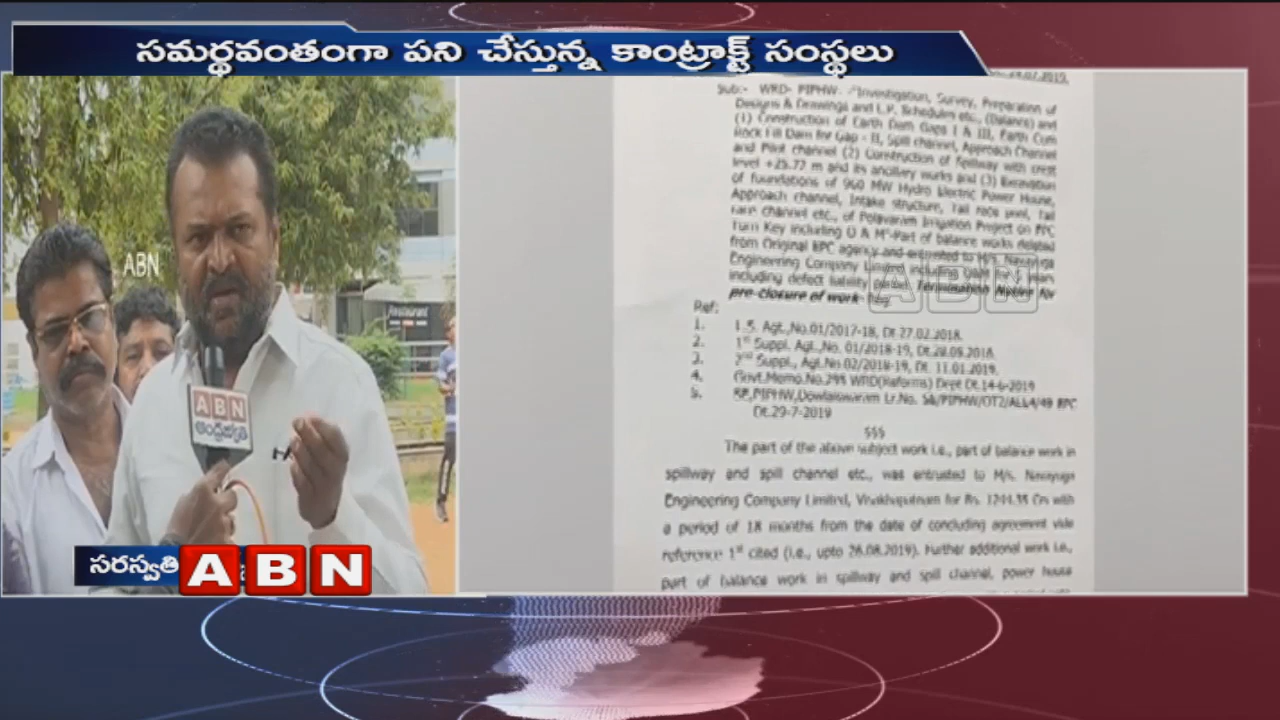 సమర్థవంతంగా పని చేస్తున్న కాంట్రాక్ట్ సంస్థలు
ABN
Restaurant
ABN
ఆంధ్రజ్యోతి
సరస్వతి
ABN
Sub:- WRD- PIPHW - "Investigation, Survey, Preparation of
Designs & Drawings and L.P. Schedules etc., (Balance) and
(1) Construction of Earth Dam Gaps I & III, Earth Cum
Rock Fill Dam for Gap - II, Spill channel, Approach Channel
and Pilot channel (2) Construction of Spillway with crest
level +25.72 m and its ancillary works and (3) Excavation
of foundations of 960 MW Hydro Electric Power House,
Approach channel, Intake structure, Tail race pool, Tail
race channel etc., of Polavaram Irrigation Project on EPC
Turn Key including O & M"-Part of balance works deleted
from Original EPC agency and entrusted to M/s. Navayuga
Engineering Company Limited including O&M for 2 years
including defect liability period. Termination Notice for
pre-closure of work- Reg
ABN
Ref:
1. L.S. Agt.,No.01/2017-18, Dt 27.02.2018.
2. 1st Suppl. Agt.,No. 01/2018-19, Dt.
3. 2nd Suppl., Agt.No 02/2018-19, Dt. 11.01.2019.
4. Govt.Memo.No.299 WRD(Reforms) Dept Dt.14-6-2019
5. SE,PIPHW,Dowlaiswaram Lr.No. EPC
Dt.29-7-2019
§§§
The part of the above subject work i.e., part of balance work in
spillway and spill channel etc., was entrusted to M/s. Navayuga
Engineering Company Limited, Visakhapatnam for Rs. Crs with
a period of 18 months from the date of concluding agreement vide
reference 1st cited (i.e., upto 26.08.2019). Further additional work i.e.,
part of balance work in spillway and spill channel, power house